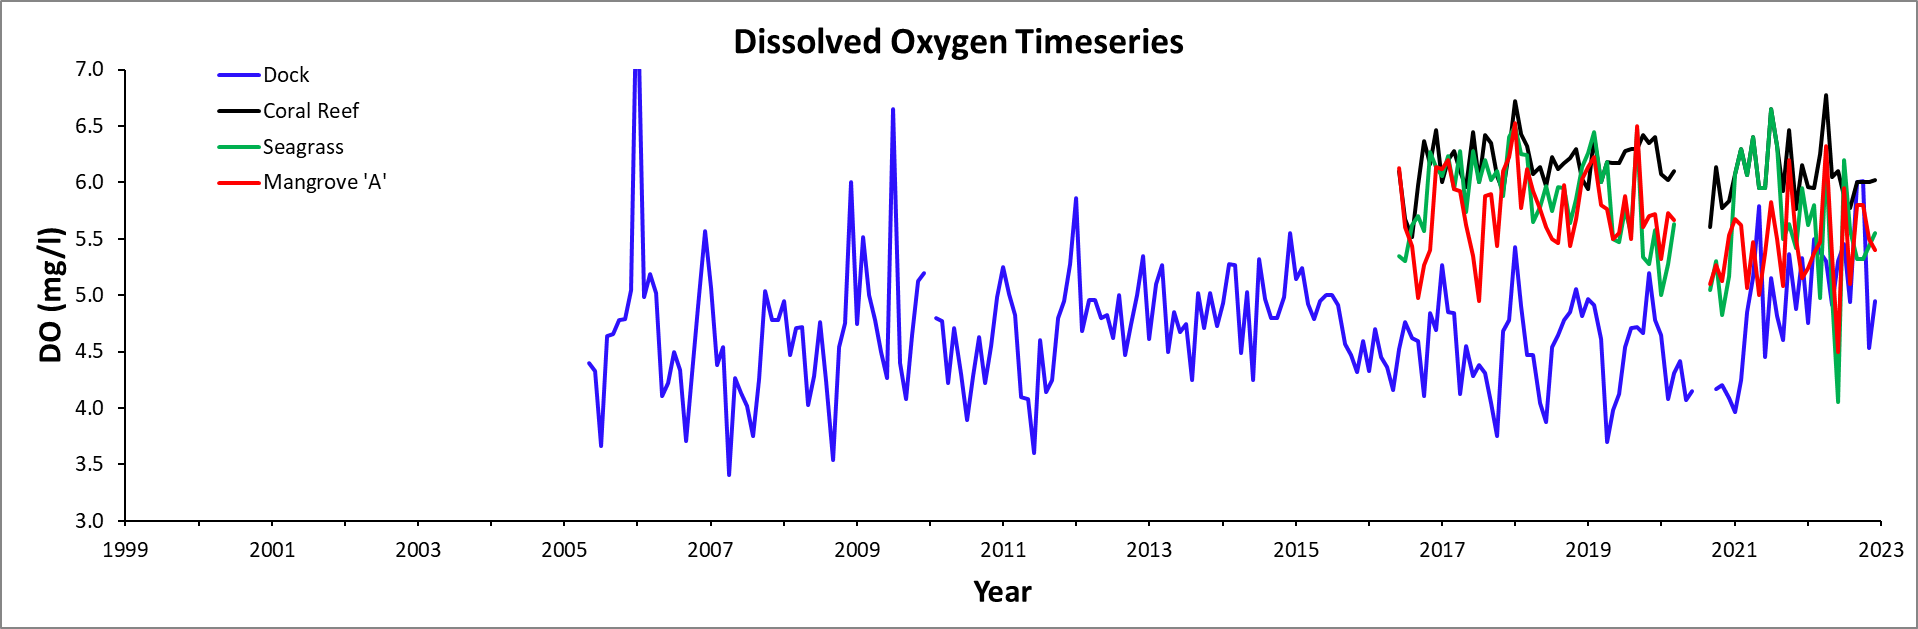 Dissolved Oxygen Timeseries
7.0
6.5
6.0
5.5
5.0
4.5
4.0
3.5
3.0
DO (mg/l)
Dock
Coral Reef
Seagrass
Mangrove 'A'
1999 2001 2003 2005 2007 2009 2011 2013 2015 2017 2019 2021 2023
Year